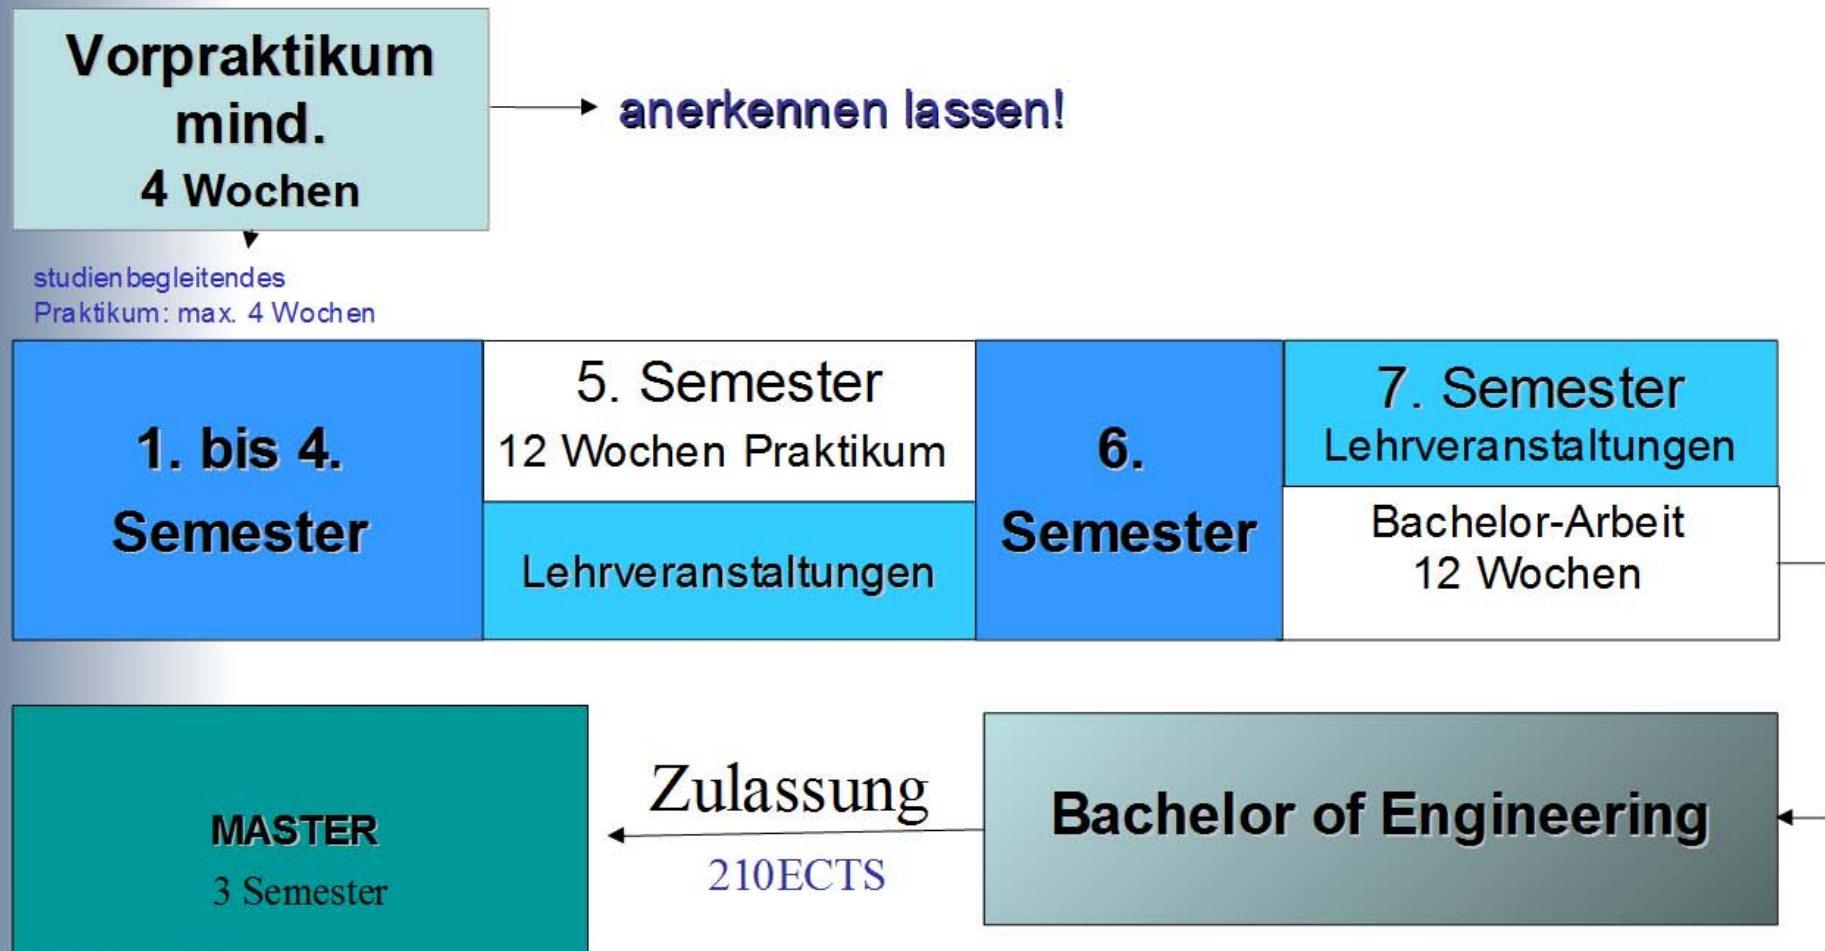 Vorpraktikum
mind.
4 Wochen
anerkennen lassen!
studienbegleitendes
Praktikum: max. 4 Wochen
1. bis 4.
Semester
5. Semester
12 Wochen Praktikum
Lehrveranstaltungen
6.
Semester
7. Semester
Lehrveranstaltungen
Bachelor-Arbeit
12 Wochen
MASTER
3 Semester
Zulassung
210ECTS
Bachelor of Engineering